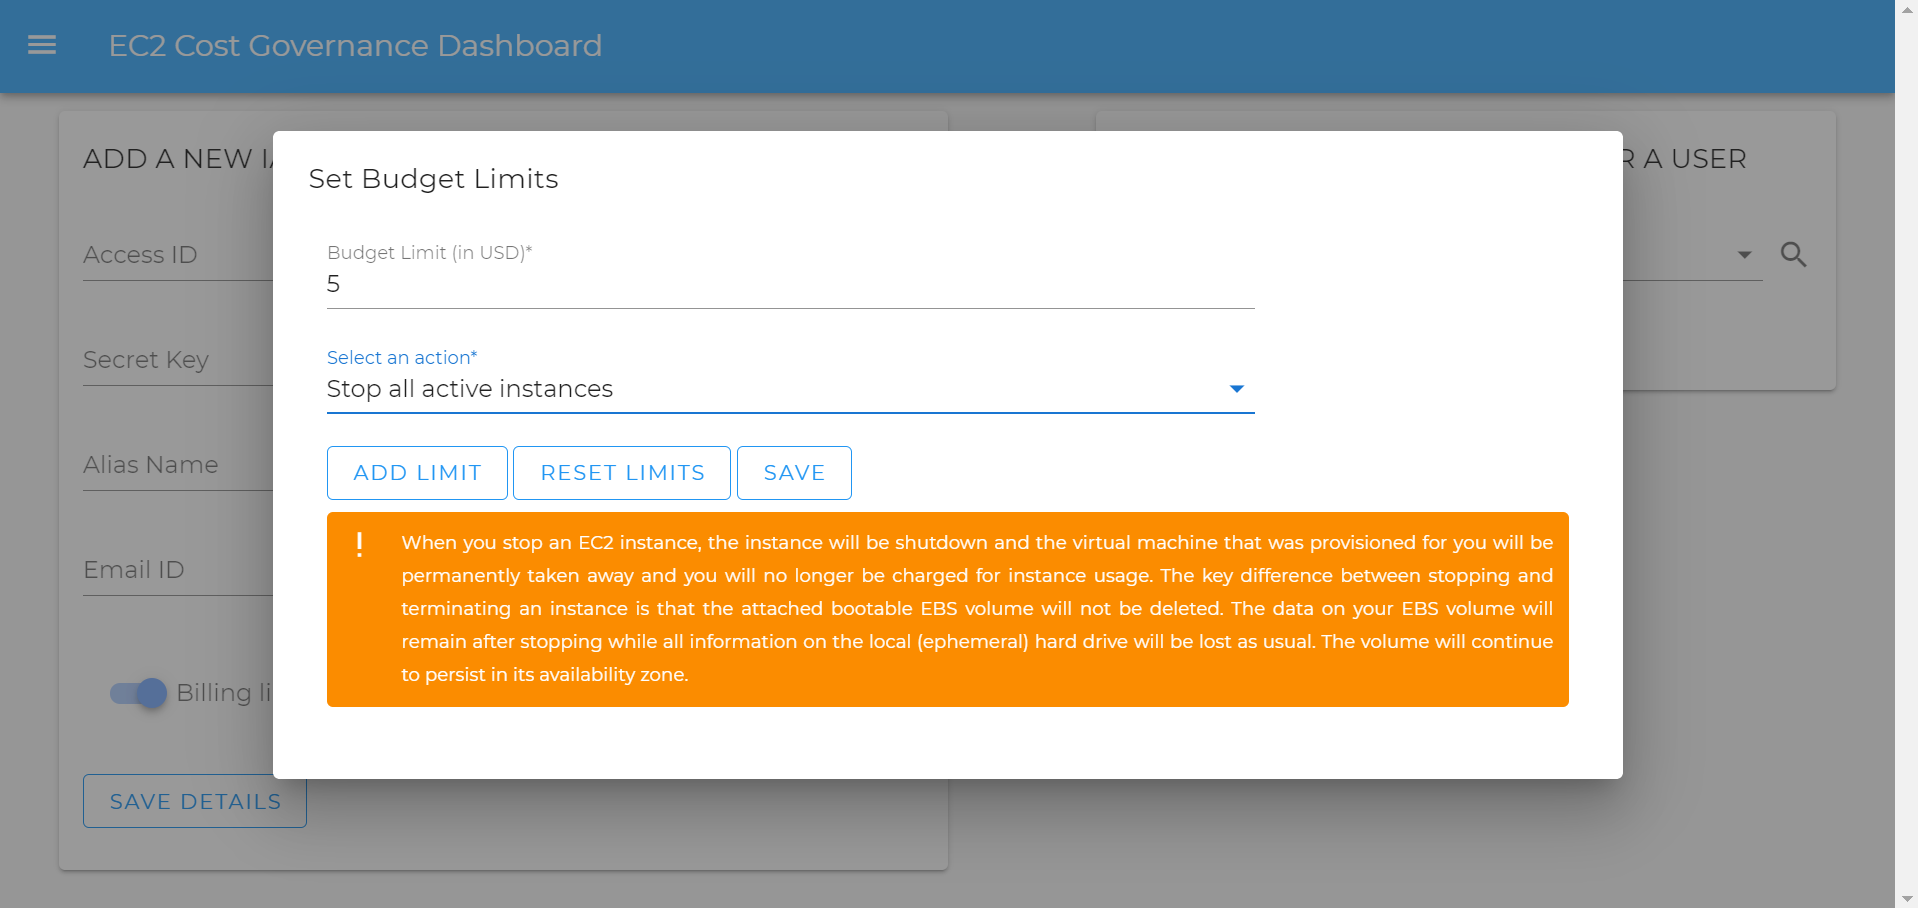 EC2 Cost Governance Dashboard
ADD A NEW
R A USER
Set Budget Limits
Access ID
Budget Limit (in USD)*
5
Secret Key
Select an action*
Stop all active instances
Alias Name
ADD LIMIT
RESET LIMITS
SAVE
Email ID
!
When you stop an EC2 instance, the instance will be shutdown and the virtual machine that was provisioned for you will be
permanently taken away and you will no longer be charged for instance usage. The key difference between stopping and
terminating an instance is that the attached bootable EBS volume will not be deleted. The data on your EBS volume will
remain after stopping while all information on the local (ephemeral) hard drive will be lost as usual. The volume will continue
to persist in its availability zone.
Billing li
SAVE DETAILS